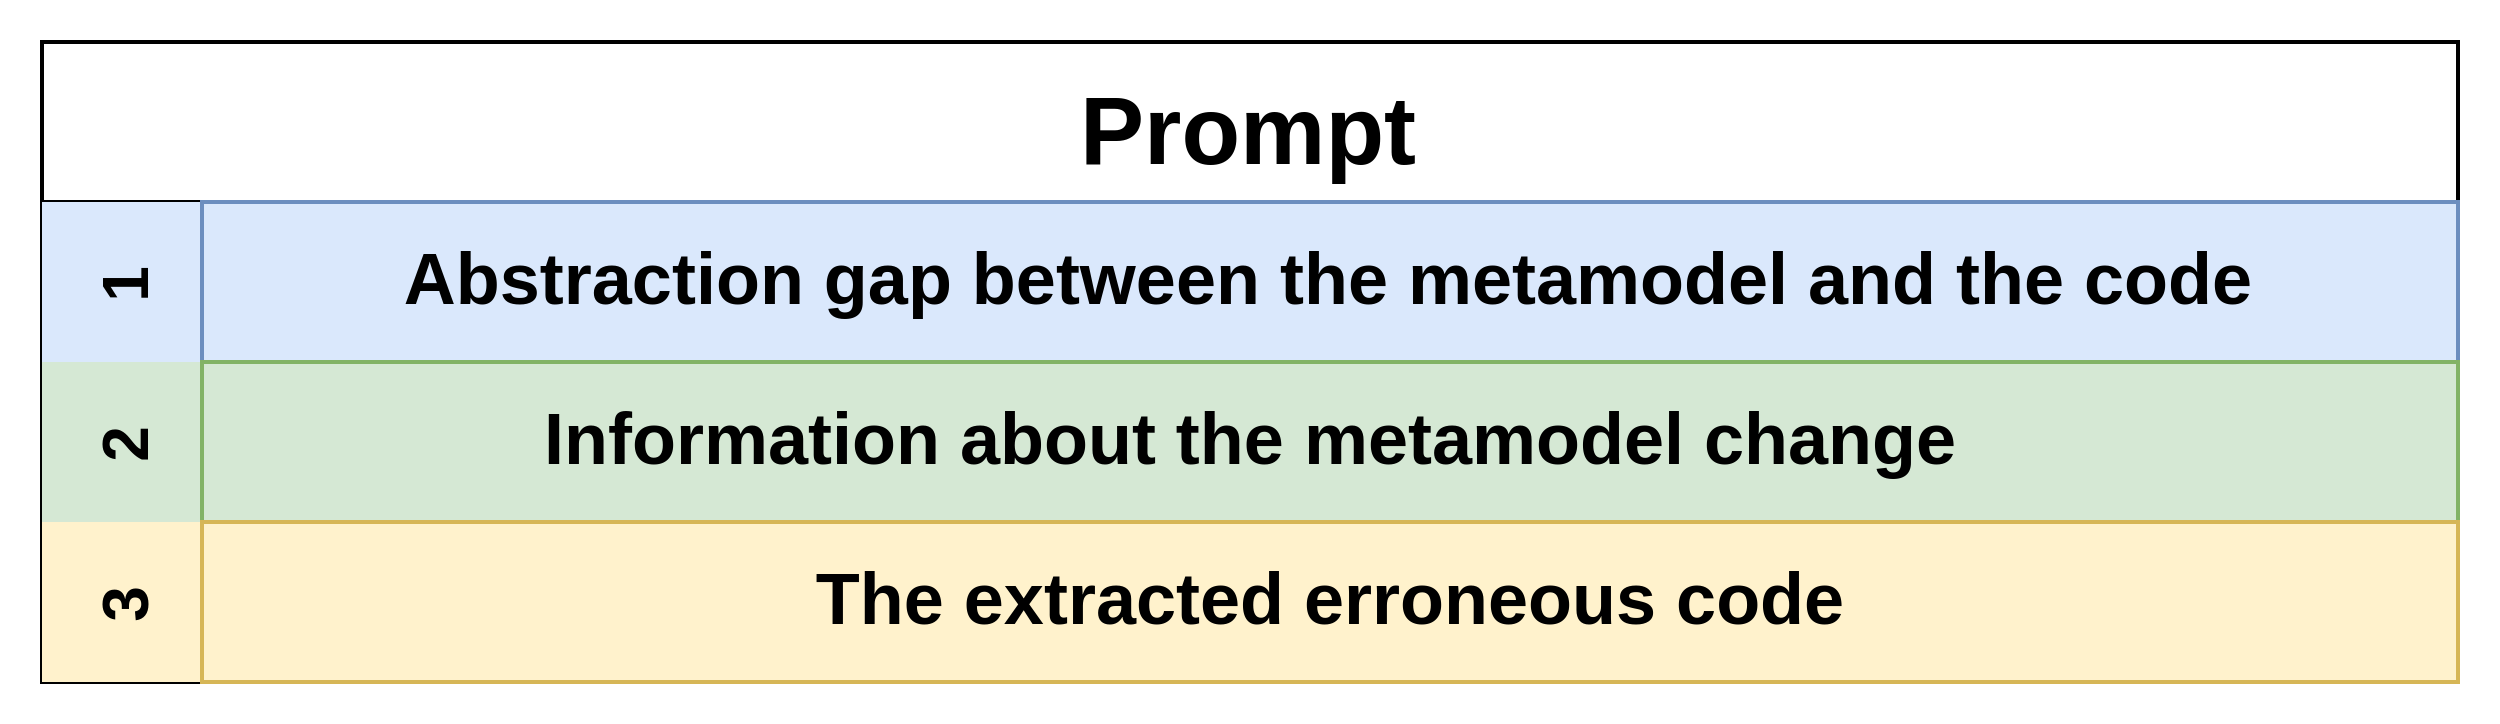 Prompt
1 Abstraction gap between the metamodel and the code
2 Information about the metamodel change
3 The extracted erroneous code